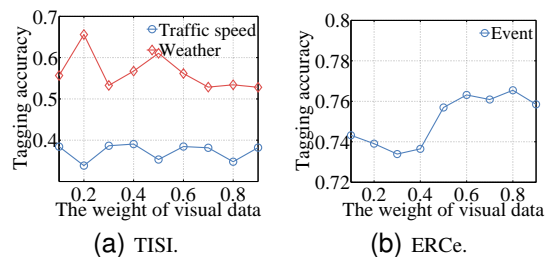 Tagging accuracy
0.7
0.6
0.5
0.4
Traffic speed
Weather
0.2 0.4 0.6 0.8
The weight of visual data
(a) TISI.
Tagging accuracy
0.8
0.78
0.76
0.74
0.72
Event
0.2 0.4 0.6 0.8
The weight of visual data
(b) ERCe.